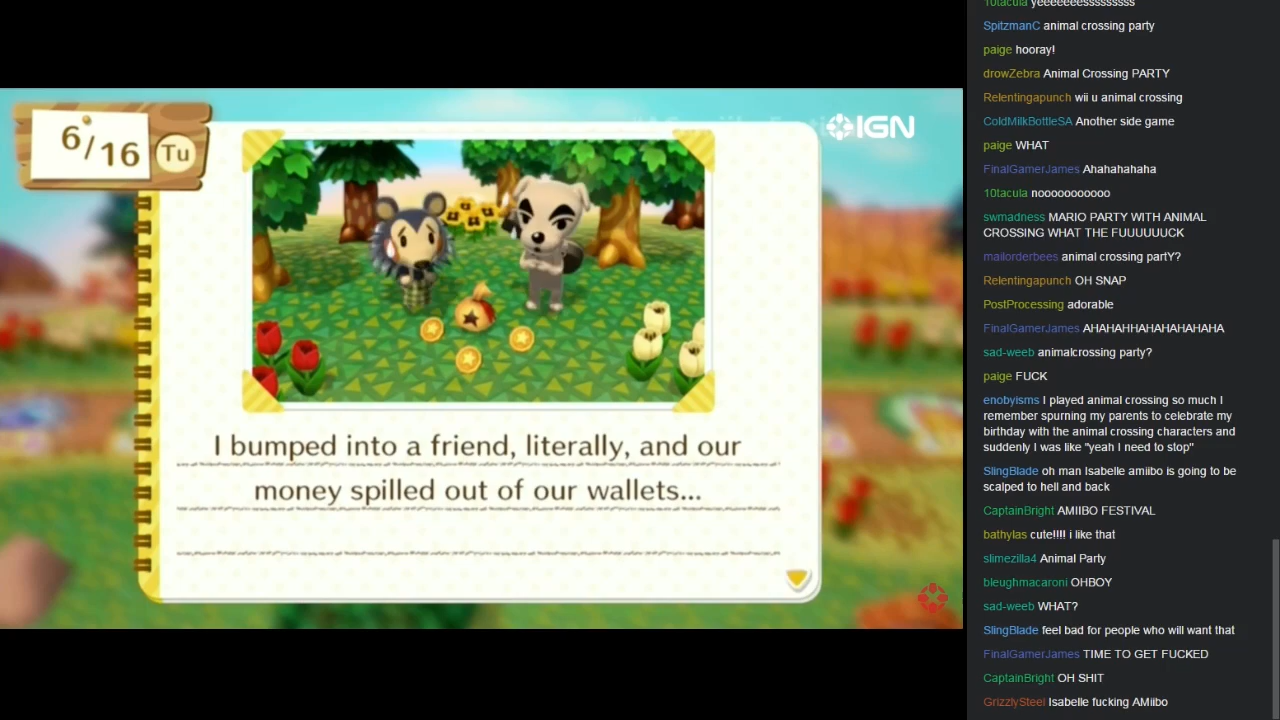 6/16 Tu
IGN
I bumped into a friend, literally, and our
money spilled out of our wallets...
10tacula yeeeeeeesssssssss
SpitzmanC animal crossing party
paige hooray!
drowZebra Animal Crossing PARTY
Relentingapunch wii u animal crossing
ColdMilkBottleSA Another side game
paige WHAT
FinalGamerJames Ahahahahaha
10tacula nooooooooooo
swmadness MARIO PARTY WITH ANIMAL
CROSSING WHAT THE FUUUUUUCK
mailorderbees animal crossing partY?
Relentingapunch OH SNAP
PostProcessing adorable
FinalGamerJames AHAHAHHAHAHAHAHAHA
sad-weeb animalcrossing party?
paige FUCK
enobyisms I played animal crossing so much I
remember spurning my parents to celebrate my
birthday with the animal crossing characters and
suddenly I was like "yeah I need to stop"
SlingBlade oh man Isabelle amiibo is going to be
scalped to hell and back
CaptainBright AMIIBO FESTIVAL
bathylas cute!!!! i like that
slimezilla4 Animal Party
bleughmacaroni OHBOY
sad-weeb WHAT?
SlingBlade feel bad for people who will want that
FinalGamerJames TIME TO GET FUCKED
CaptainBright OH SHIT
GrizzlySteel Isabelle fucking AMiibo